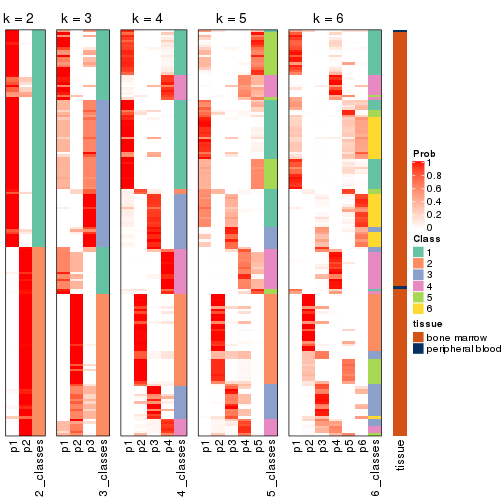 k = 2
k = 3
k = 4
k = 5
k = 6
Prob
1
0.8
0.6
0.4
0.2
0
Class
1
2
3
4
5
6
tissue
bone marrow
peripheral blood
p1
p2
2_classes
p1
p2
p3
3_classes
p1
p2
p3
p4
4_classes
p1
p2
p3
p4
p5
5_classes
p1
p2
p3
p4
p5
p6
6_classes
tissue